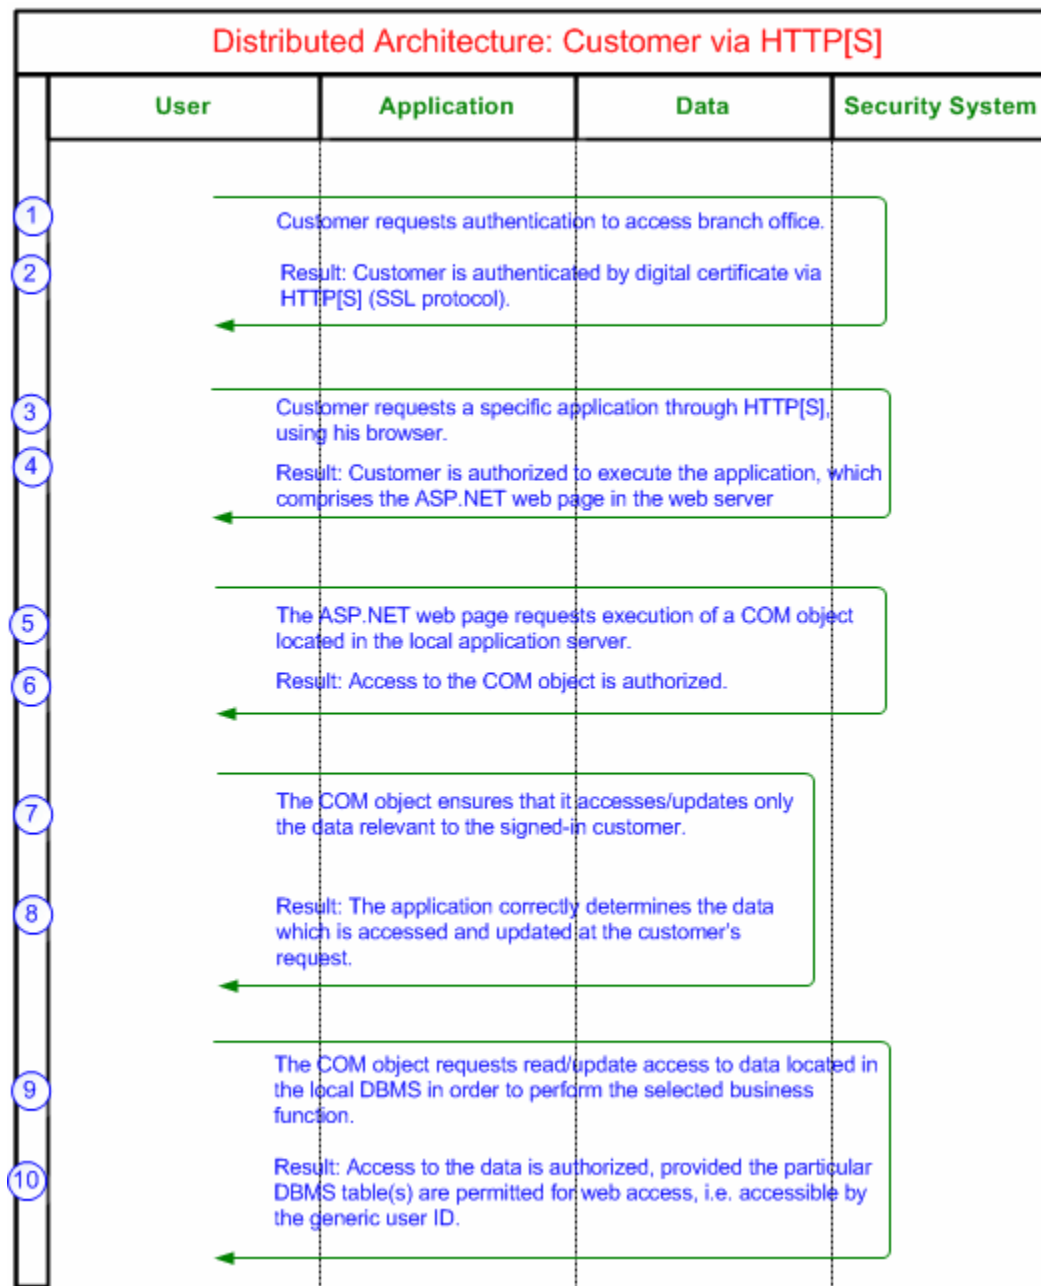 Distributed Architecture: Customer via HTTP[S]
User Application Data Security System
1
Customer requests authentication to access branch office.
2
Result: Customer is authenticated by digital certificate via
HTTP[S] (SSL protocol).
3
Customer requests a specific application through HTTP[S],
using his browser.
4
Result: Customer is authorized to execute the application, which
comprises the ASP.NET web page in the web server
5
The ASP.NET web page requests execution of a COM object
located in the local application server.
6
Result: Access to the COM object is authorized.
7
The COM object ensures that it accesses/updates only
the data relevant to the signed-in customer.
8
Result: The application correctly determines the data
which is accessed and updated at the customer's
request.
9
The COM object requests read/update access to data located in
the local DBMS in order to perform the selected business
function.
10
Result: Access to the data is authorized, provided the particular
DBMS table(s) are permitted for web access, i.e. accessible by
the generic user ID.